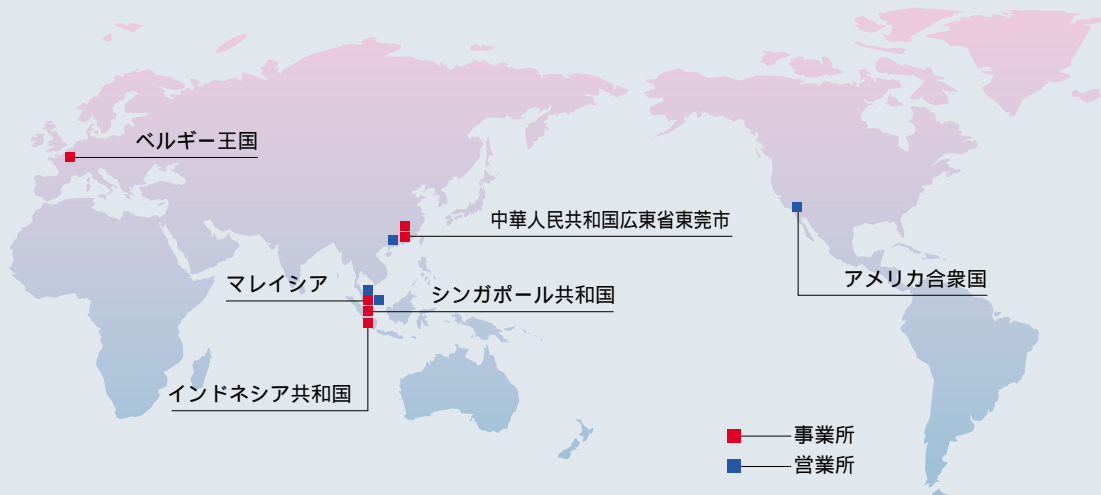 ベルギー王国
中華人民共和国広東省東莞市
マレイシア
シンガポール共和国
アメリカ合衆国
インドネシア共和国
事業所
営業所